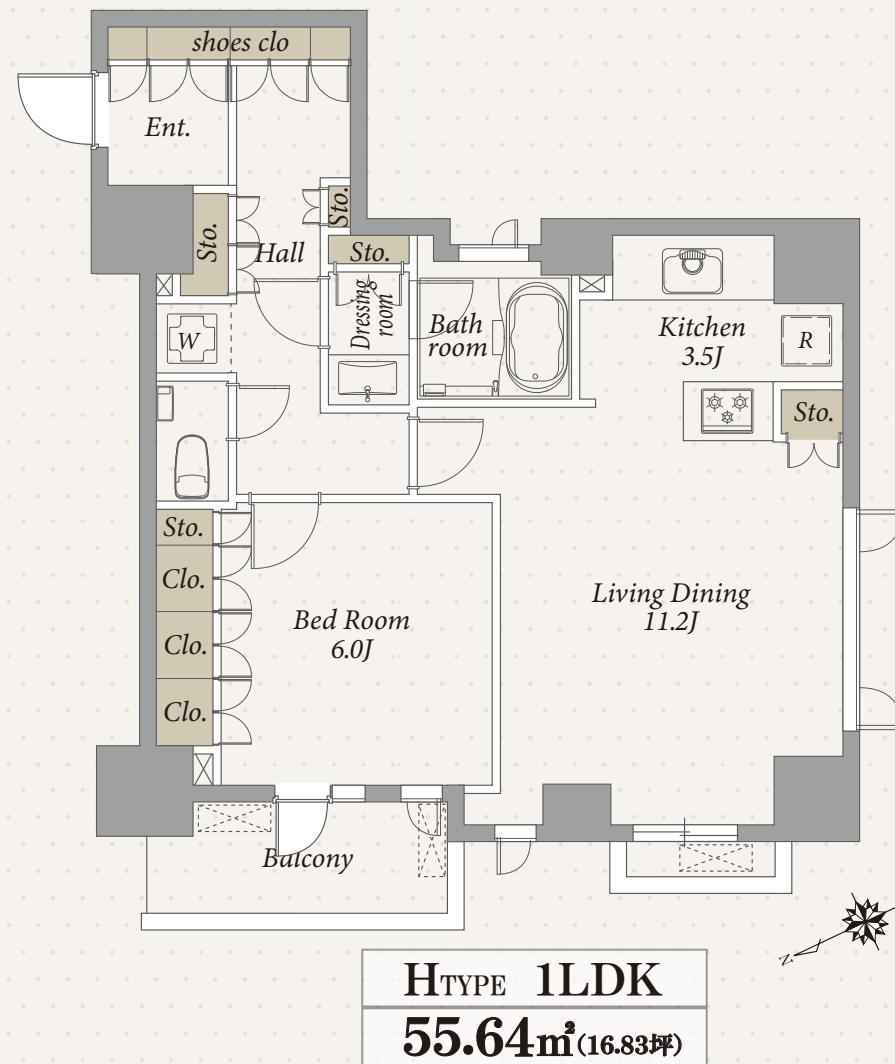 shoes clo
Ent.
Sto.
Sto.
Hall
Sto.
Dressing
room
Bath
room
Kitchen
3.5J
W
R
Sto.
Sto.
Clo.
Clo.
Clo.
Bed Room
6.0J
Living Dining
11.2J
Balcony
N
HTYPE 1LDK
55.64㎡(16.83坪)